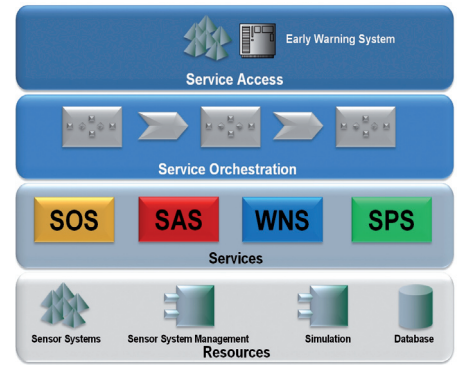 Early Warning System
Service Access
Service Orchestration
SOS SAS WNS SPS
Services
Sensor Systems Sensor System Management Simulation Database
Resources